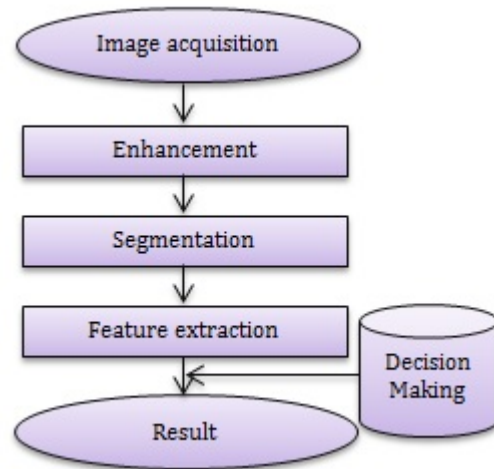 Image acquisition
Enhancement
Segmentation
Feature extraction
Decision
Making
Result